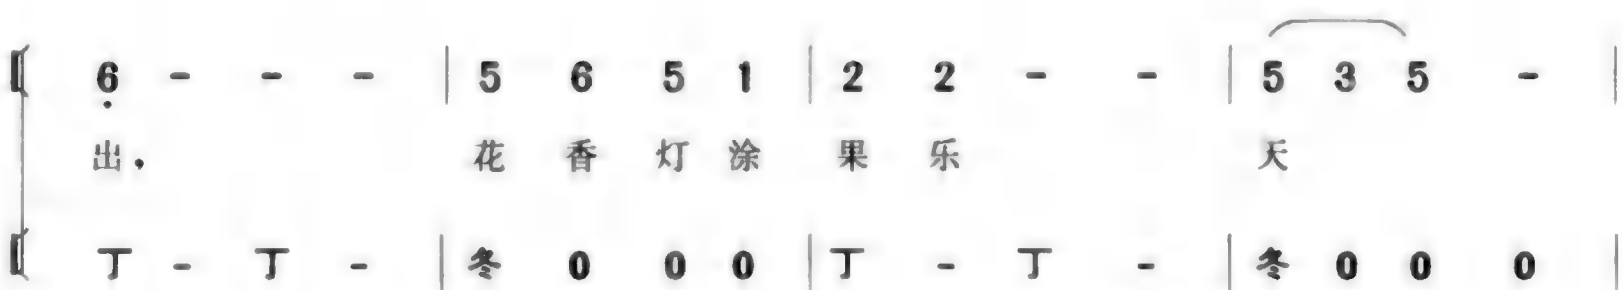 6 - - - | 5 6 5 1 | 2 2 - - | 5 3 5 - |
出, 花 香 灯 涂 果 乐 天
丁 - 丁 - | 冬 0 0 0 | 丁 - 丁 - | 冬 0 0 0 |